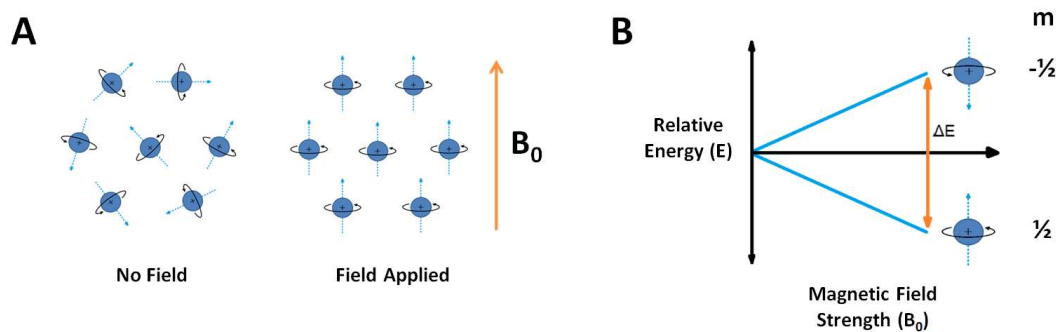 A
B₀
No Field
Field Applied
B
m
-½
Relative
Energy (E)
ΔE
½
Magnetic Field
Strength (B₀)